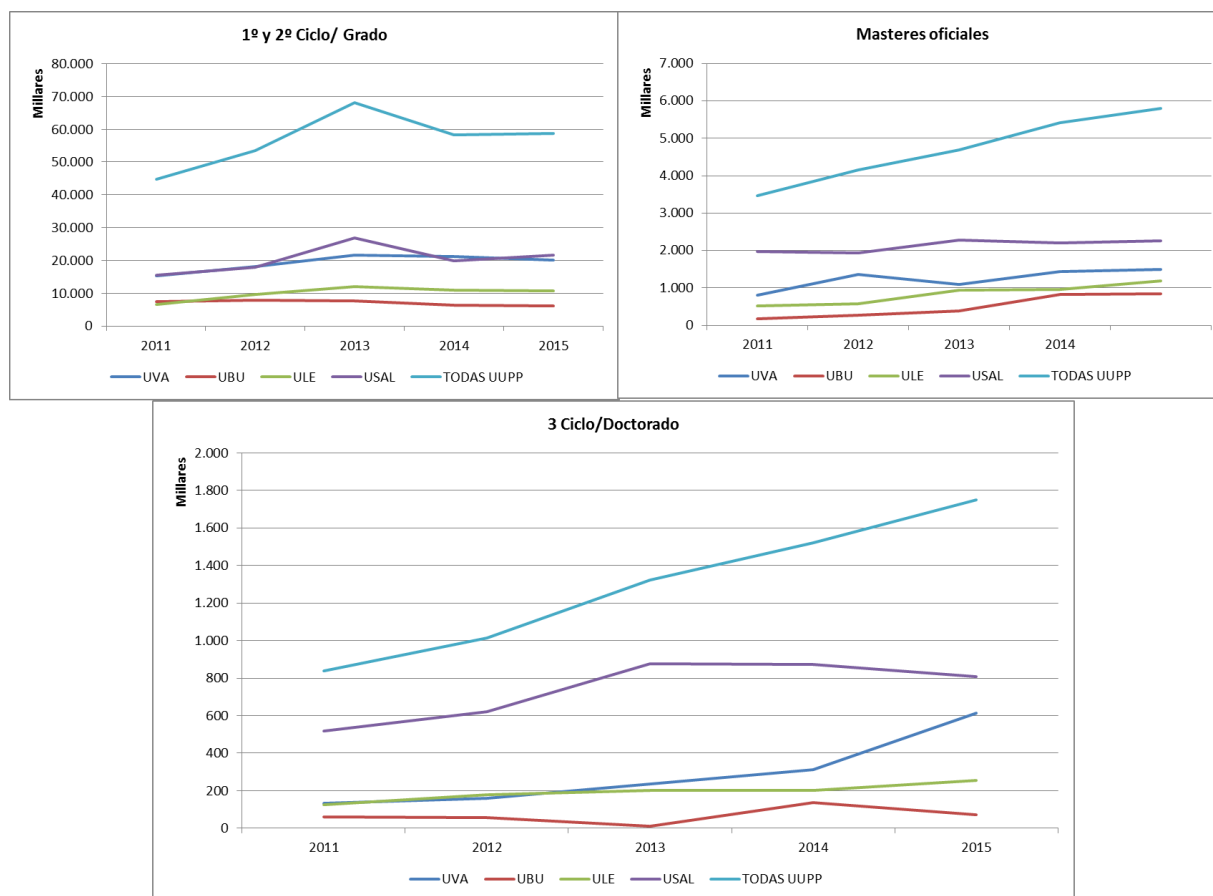 1º y 2º Ciclo/ Grado
Millares
80.000
70.000
60.000
50.000
40.000
30.000
20.000
10.000
0
2011 2012 2013 2014 2015
UVA UBU ULE USAL TODAS UUPP
Masteres oficiales
Millares
7.000
6.000
5.000
4.000
3.000
2.000
1.000
0
2011 2012 2013 2014
UVA UBU ULE USAL TODAS UUPP
3 Ciclo/Doctorado
Millares
2.000
1.800
1.600
1.400
1.200
1.000
800
600
400
200
0
2011 2012 2013 2014 2015
UVA UBU ULE USAL TODAS UUPP